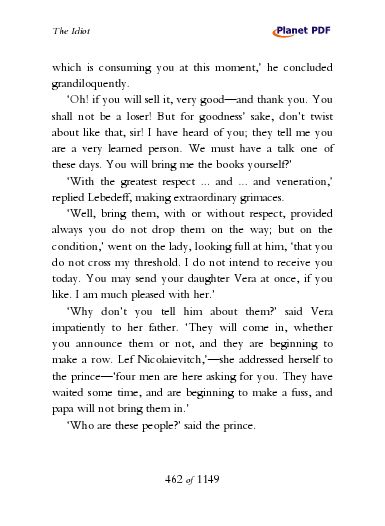 The Idiot
Planet PDF
which is consuming you at this moment,’ he concluded
grandiloquently.
‘Oh! if you will sell it, very good—and thank you. You
shall not be a loser! But for goodness’ sake, don’t twist
about like that, sir! I have heard of you; they tell me you
are a very learned person. We must have a talk one of
these days. You will bring me the books yourself?’
‘With the greatest respect ... and ... and veneration,’
replied Lebedeff, making extraordinary grimaces.
‘Well, bring them, with or without respect, provided
always you do not drop them on the way; but on the
condition,’ went on the lady, looking full at him, ‘that you
do not cross my threshold. I do not intend to receive you
today. You may send your daughter Vera at once, if you
like. I am much pleased with her.’
‘Why don’t you tell him about them?’ said Vera
impatiently to her father. ‘They will come in, whether
you announce them or not, and they are beginning to
make a row. Lef Nicolaievitch,’—she addressed herself to
the prince—‘four men are here asking for you. They have
waited some time, and are beginning to make a fuss, and
papa will not bring them in.’
‘Who are these people?’ said the prince.
462 of 1149